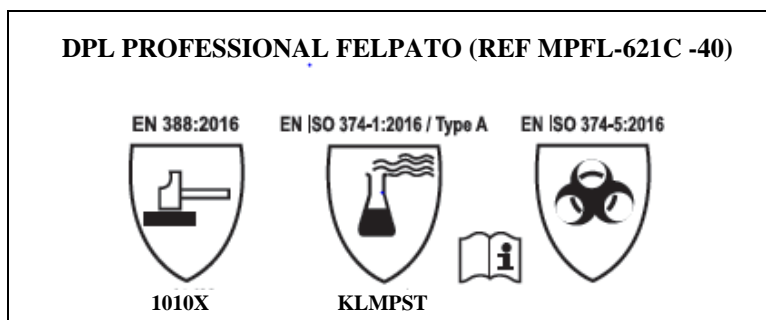 DPL PROFESSIONAL FELPATO (REF MPFL-621C -40)
EN 388:2016 EN ISO 374-1:2016 / Type A EN ISO 374-5:2016
i
1010X KLMPST